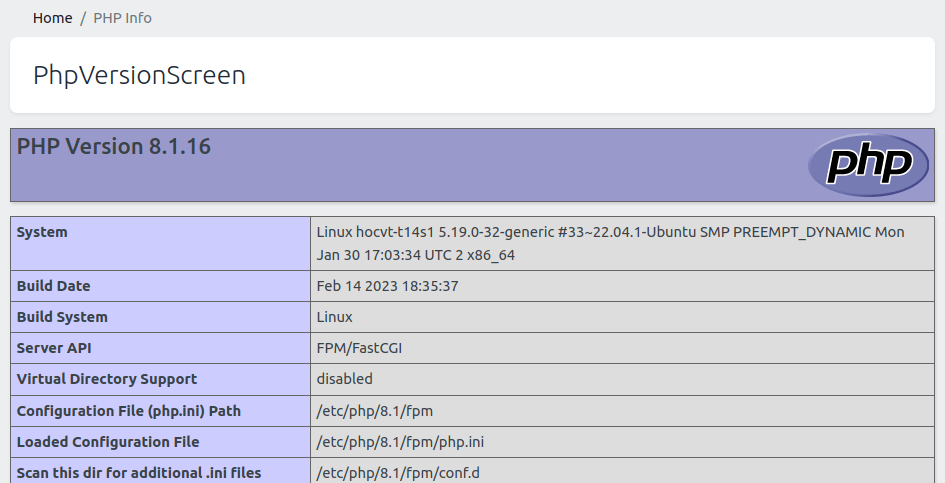 Home / PHP Info
PhpVersionScreen
PHP Version 8.1.16
php
System
Linux hocvt-t14s1 5.19.0-32-generic #33~22.04.1-Ubuntu SMP PREEMPT_DYNAMIC Mon
Jan 30 17:03:34 UTC 2 x86_64
Build Date
Feb 14 2023 18:35:37
Build System
Linux
Server API
FPM/FastCGI
Virtual Directory Support
disabled
Configuration File (php.ini) Path
/etc/php/8.1/fpm
Loaded Configuration File
/etc/php/8.1/fpm/php.ini
Scan this dir for additional .ini files
/etc/php/8.1/fpm/conf.d